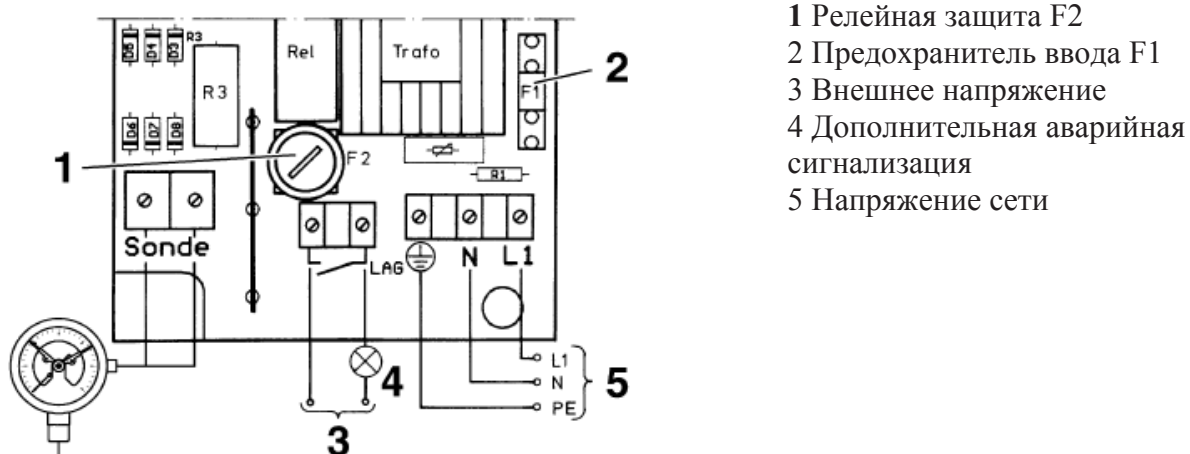 D5 D4 D3 R3
Rel
Trafo
R3
F1
2
D6 D7 D8
1
F2
R1
Sonde
LAG
N L1
L1
N
PE
4
5
3
1 Релейная защита F2
2 Предохранитель ввода F1
3 Внешнее напряжение
4 Дополнительная аварийная
сигнализация
5 Напряжение сети